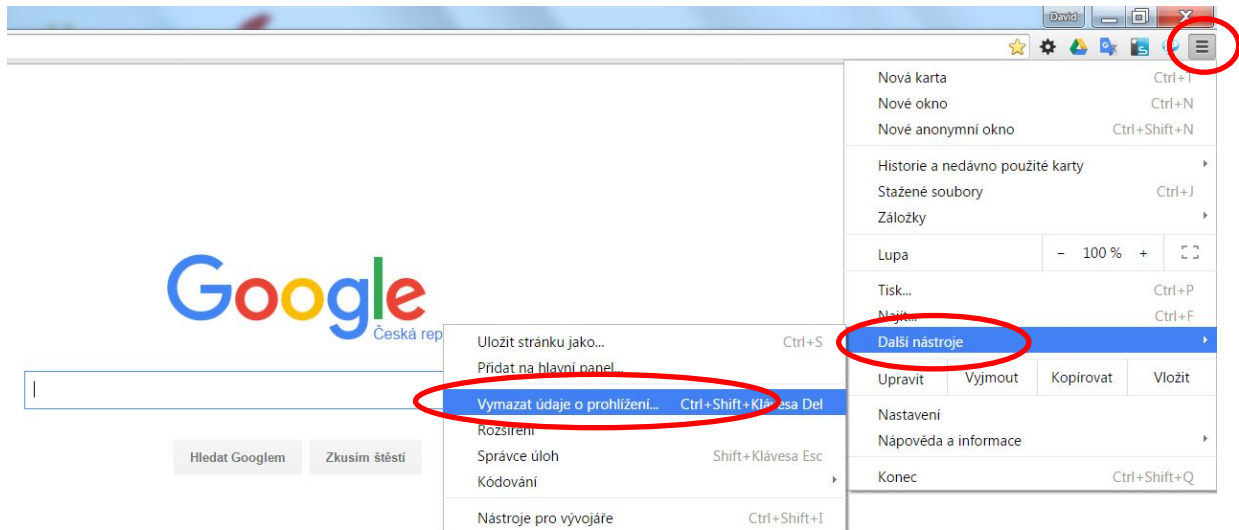 David
Nová karta Ctrl+T
Nové okno Ctrl+N
Nové anonymní okno Ctrl+Shift+N
Historie a nedávno použité karty
Stažené soubory Ctrl+J
Záložky
Lupa - 100 % +
Tisk... Ctrl+P
Najít... Ctrl+F
Další nástroje
Upravit Vyjmout Kopírovat Vložit
Nastavení
Nápověda a informace
Konec Ctrl+Shift+Q
Google
Česká rep
Hledat Googlem Zkusím štěstí
Uložit stránku jako... Ctrl+S
Přidat na hlavní panel...
Vymazat údaje o prohlížení... Ctrl+Shift+Klávesa Del
Rozšíření
Správce úloh Shift+Klávesa Esc
Kódování
Nástroje pro vývojáře Ctrl+Shift+I